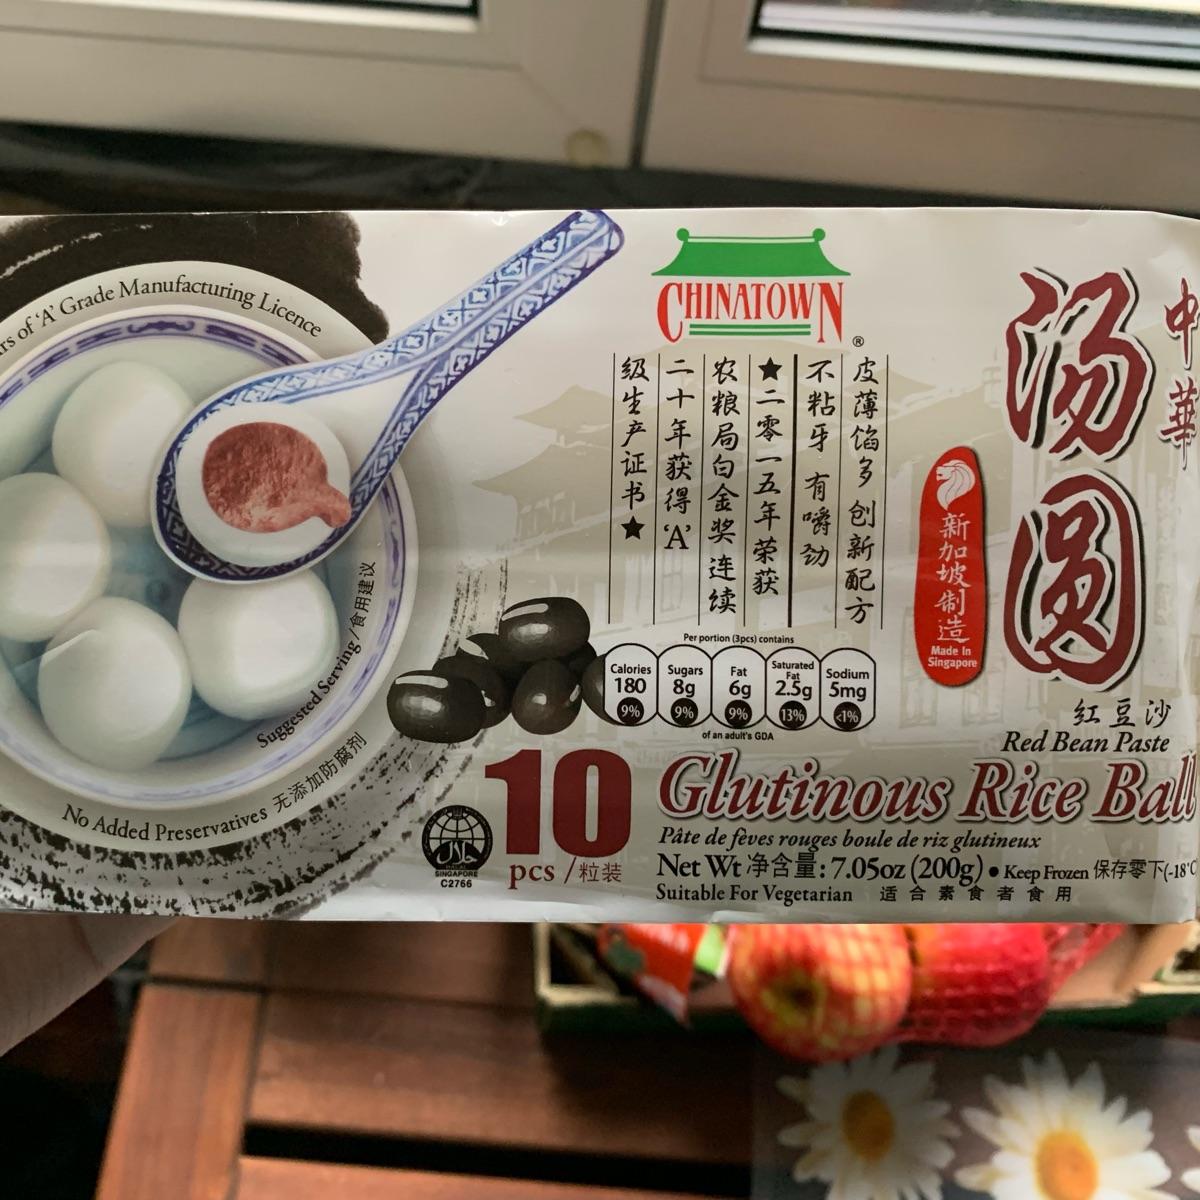 rs of 'A' Grade Manufacturing Licence
CHINATOWN®
皮薄馅多 创新配方
不粘牙 有嚼劲
★二零一五年荣获
农粮局白金奖 连续
二十年获得'A'
级生产证书★
汤圆
中華
新加坡制造
Made In
Singapore
红豆沙
Red Bean Paste
Suggested Serving/食用建议
No Added Preservatives 无添加防腐剂
Per portion (3pcs) contains
Calories
180
9%
Sugars
8g
9%
Fat
6g
9%
Saturated
Fat
2.5g
13%
Sodium
5mg
<1%
of an adult's GDA
10
pcs /粒装
SINGAPORE
C2766
Glutinous Rice Ball
Pâte de fèves rouges boule de riz glutineux
Net Wt 净含量: 7.05oz (200g) ● Keep Frozen 保存零下(-18°C
Suitable For Vegetarian 适合素食者食用